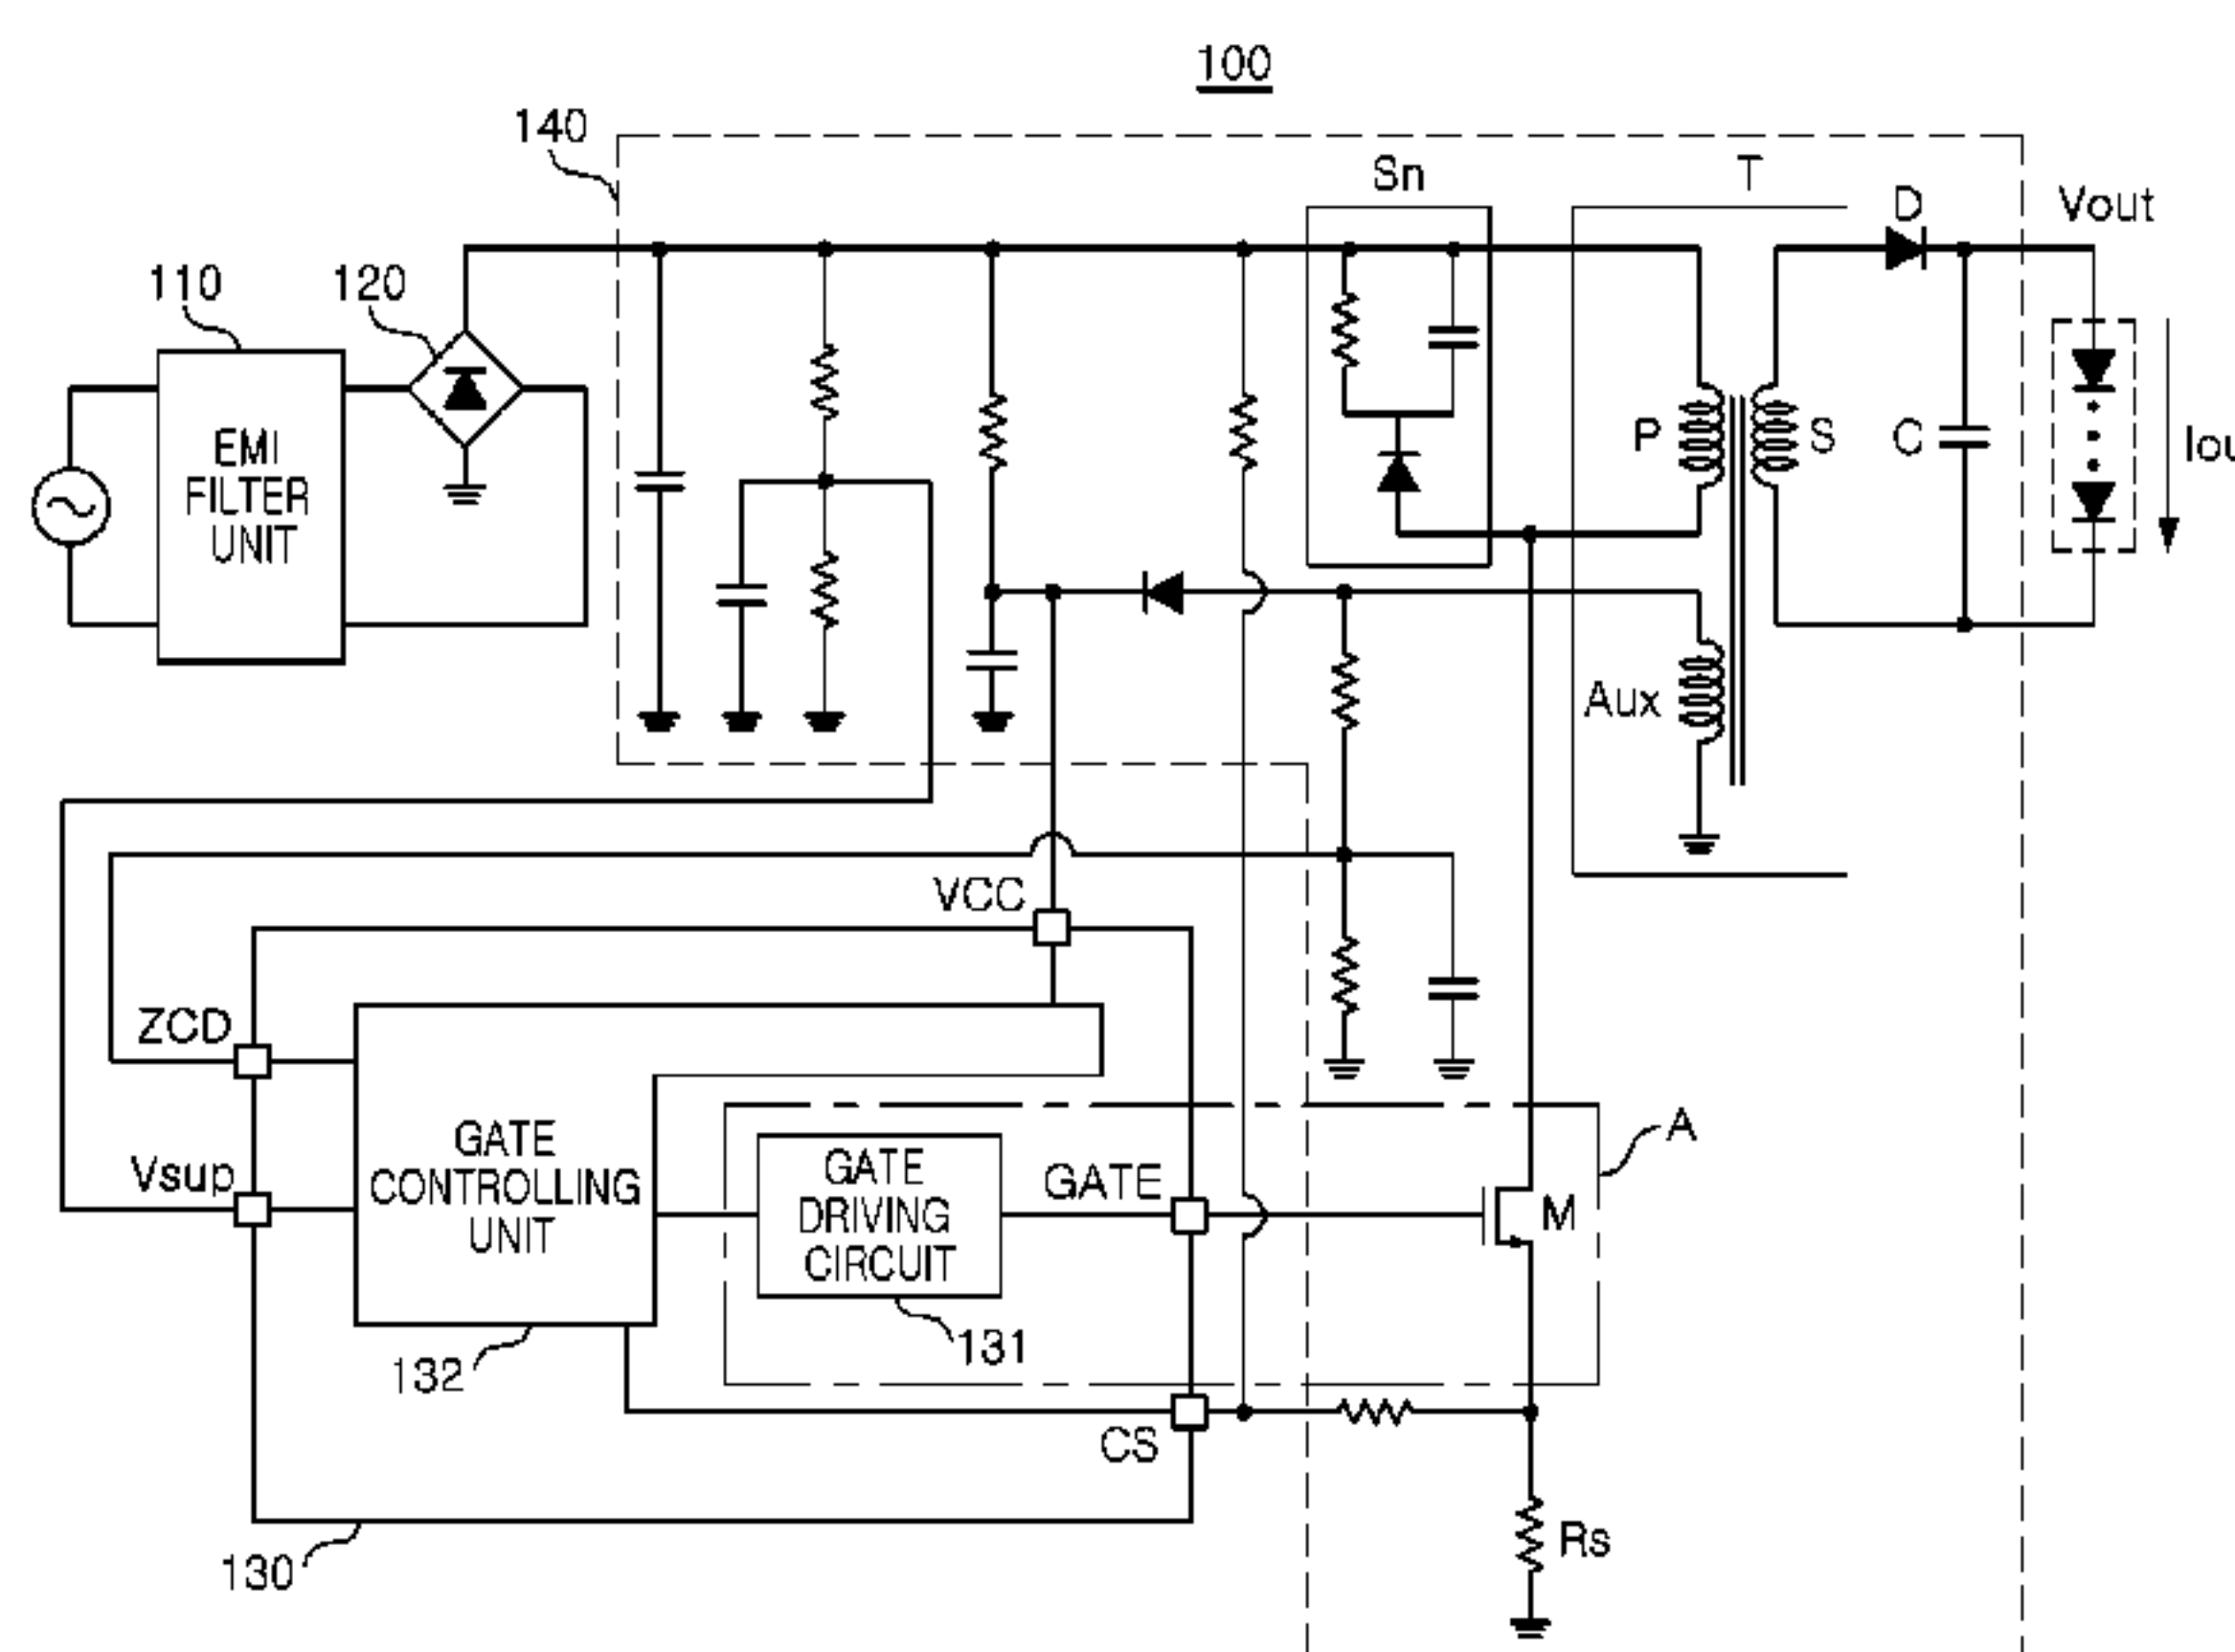 100
140
Sn
T
D
Vout
110
120
EMI
FILTER
UNIT
P
S
C
Iou
Aux
VCC
ZCD
Vsup
GATE
CONTROLLING
UNIT
GATE
DRIVING
CIRCUIT
GATE
M
A
131
132
CS
Rs
130